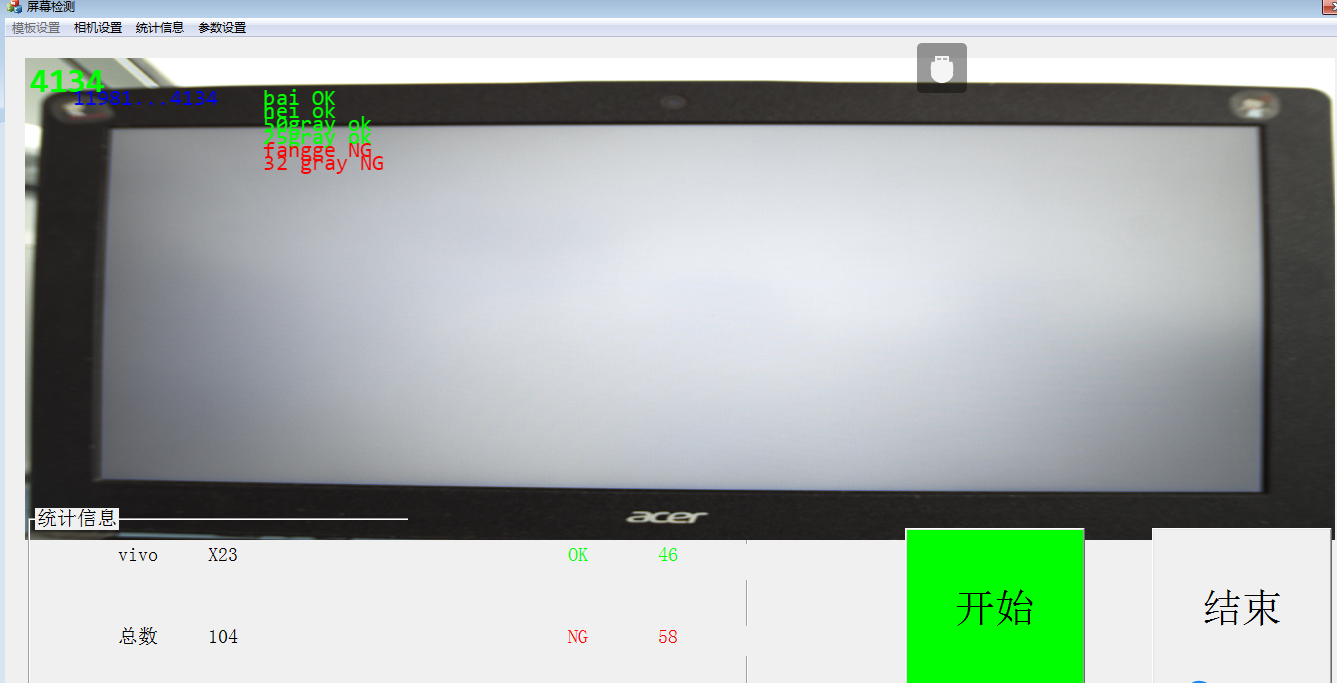 屏幕检测
模板设置 相机设置 统计信息 参数设置
4134
11981...4134
bai OK
hei ok
50gray ok
25gray ok
fangge NG
32 gray NG
acer
统计信息
vivo X23 OK 46
总数 104 NG 58
开始
结束